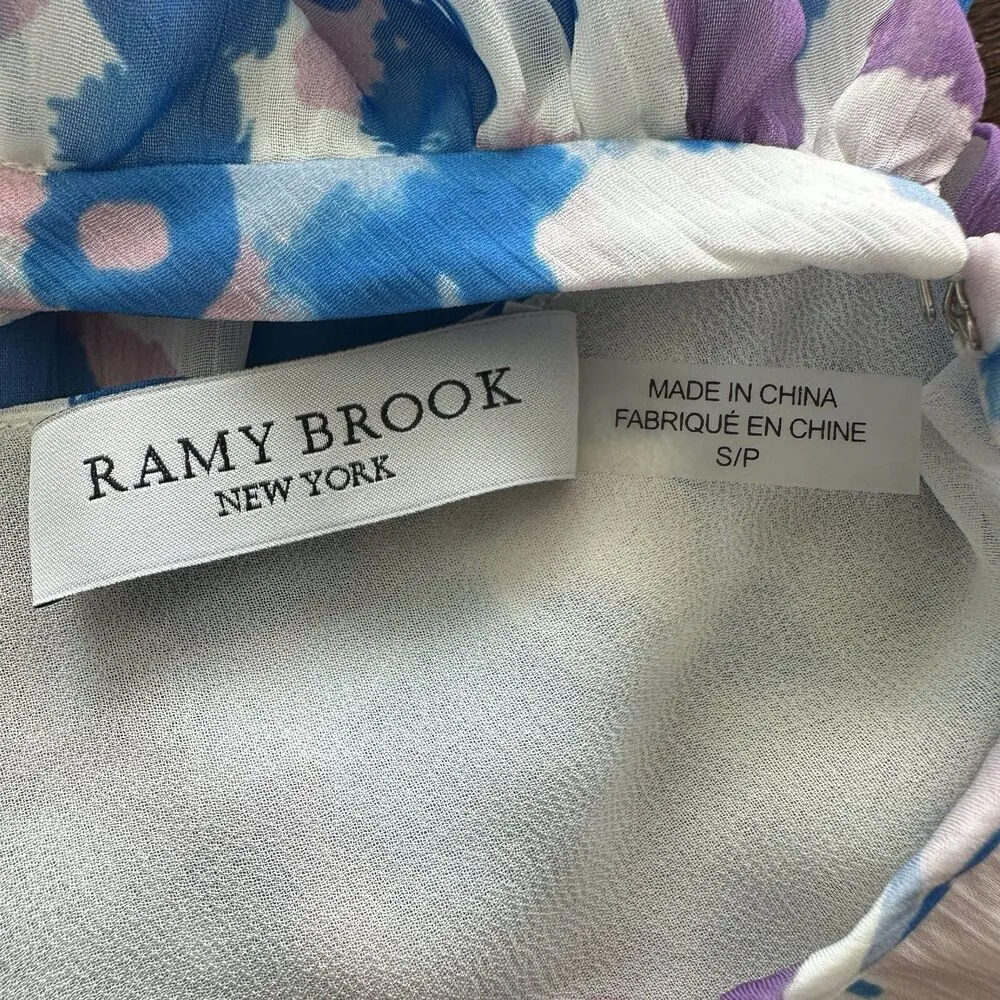 RAMY BROOK
NEW YORK
MADE IN CHINA
FABRIQUÉ EN CHINE
S/P